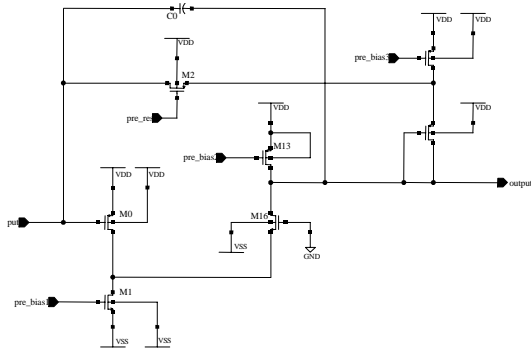 C0
VDD
VDD
VDD
M2
pre_bias3
pre_res
VDD
VDD
M13
pre_bias2
VDD
VDD
output
put
M0
M16
VSS
GND
M1
pre_bias1
VSS
VSS